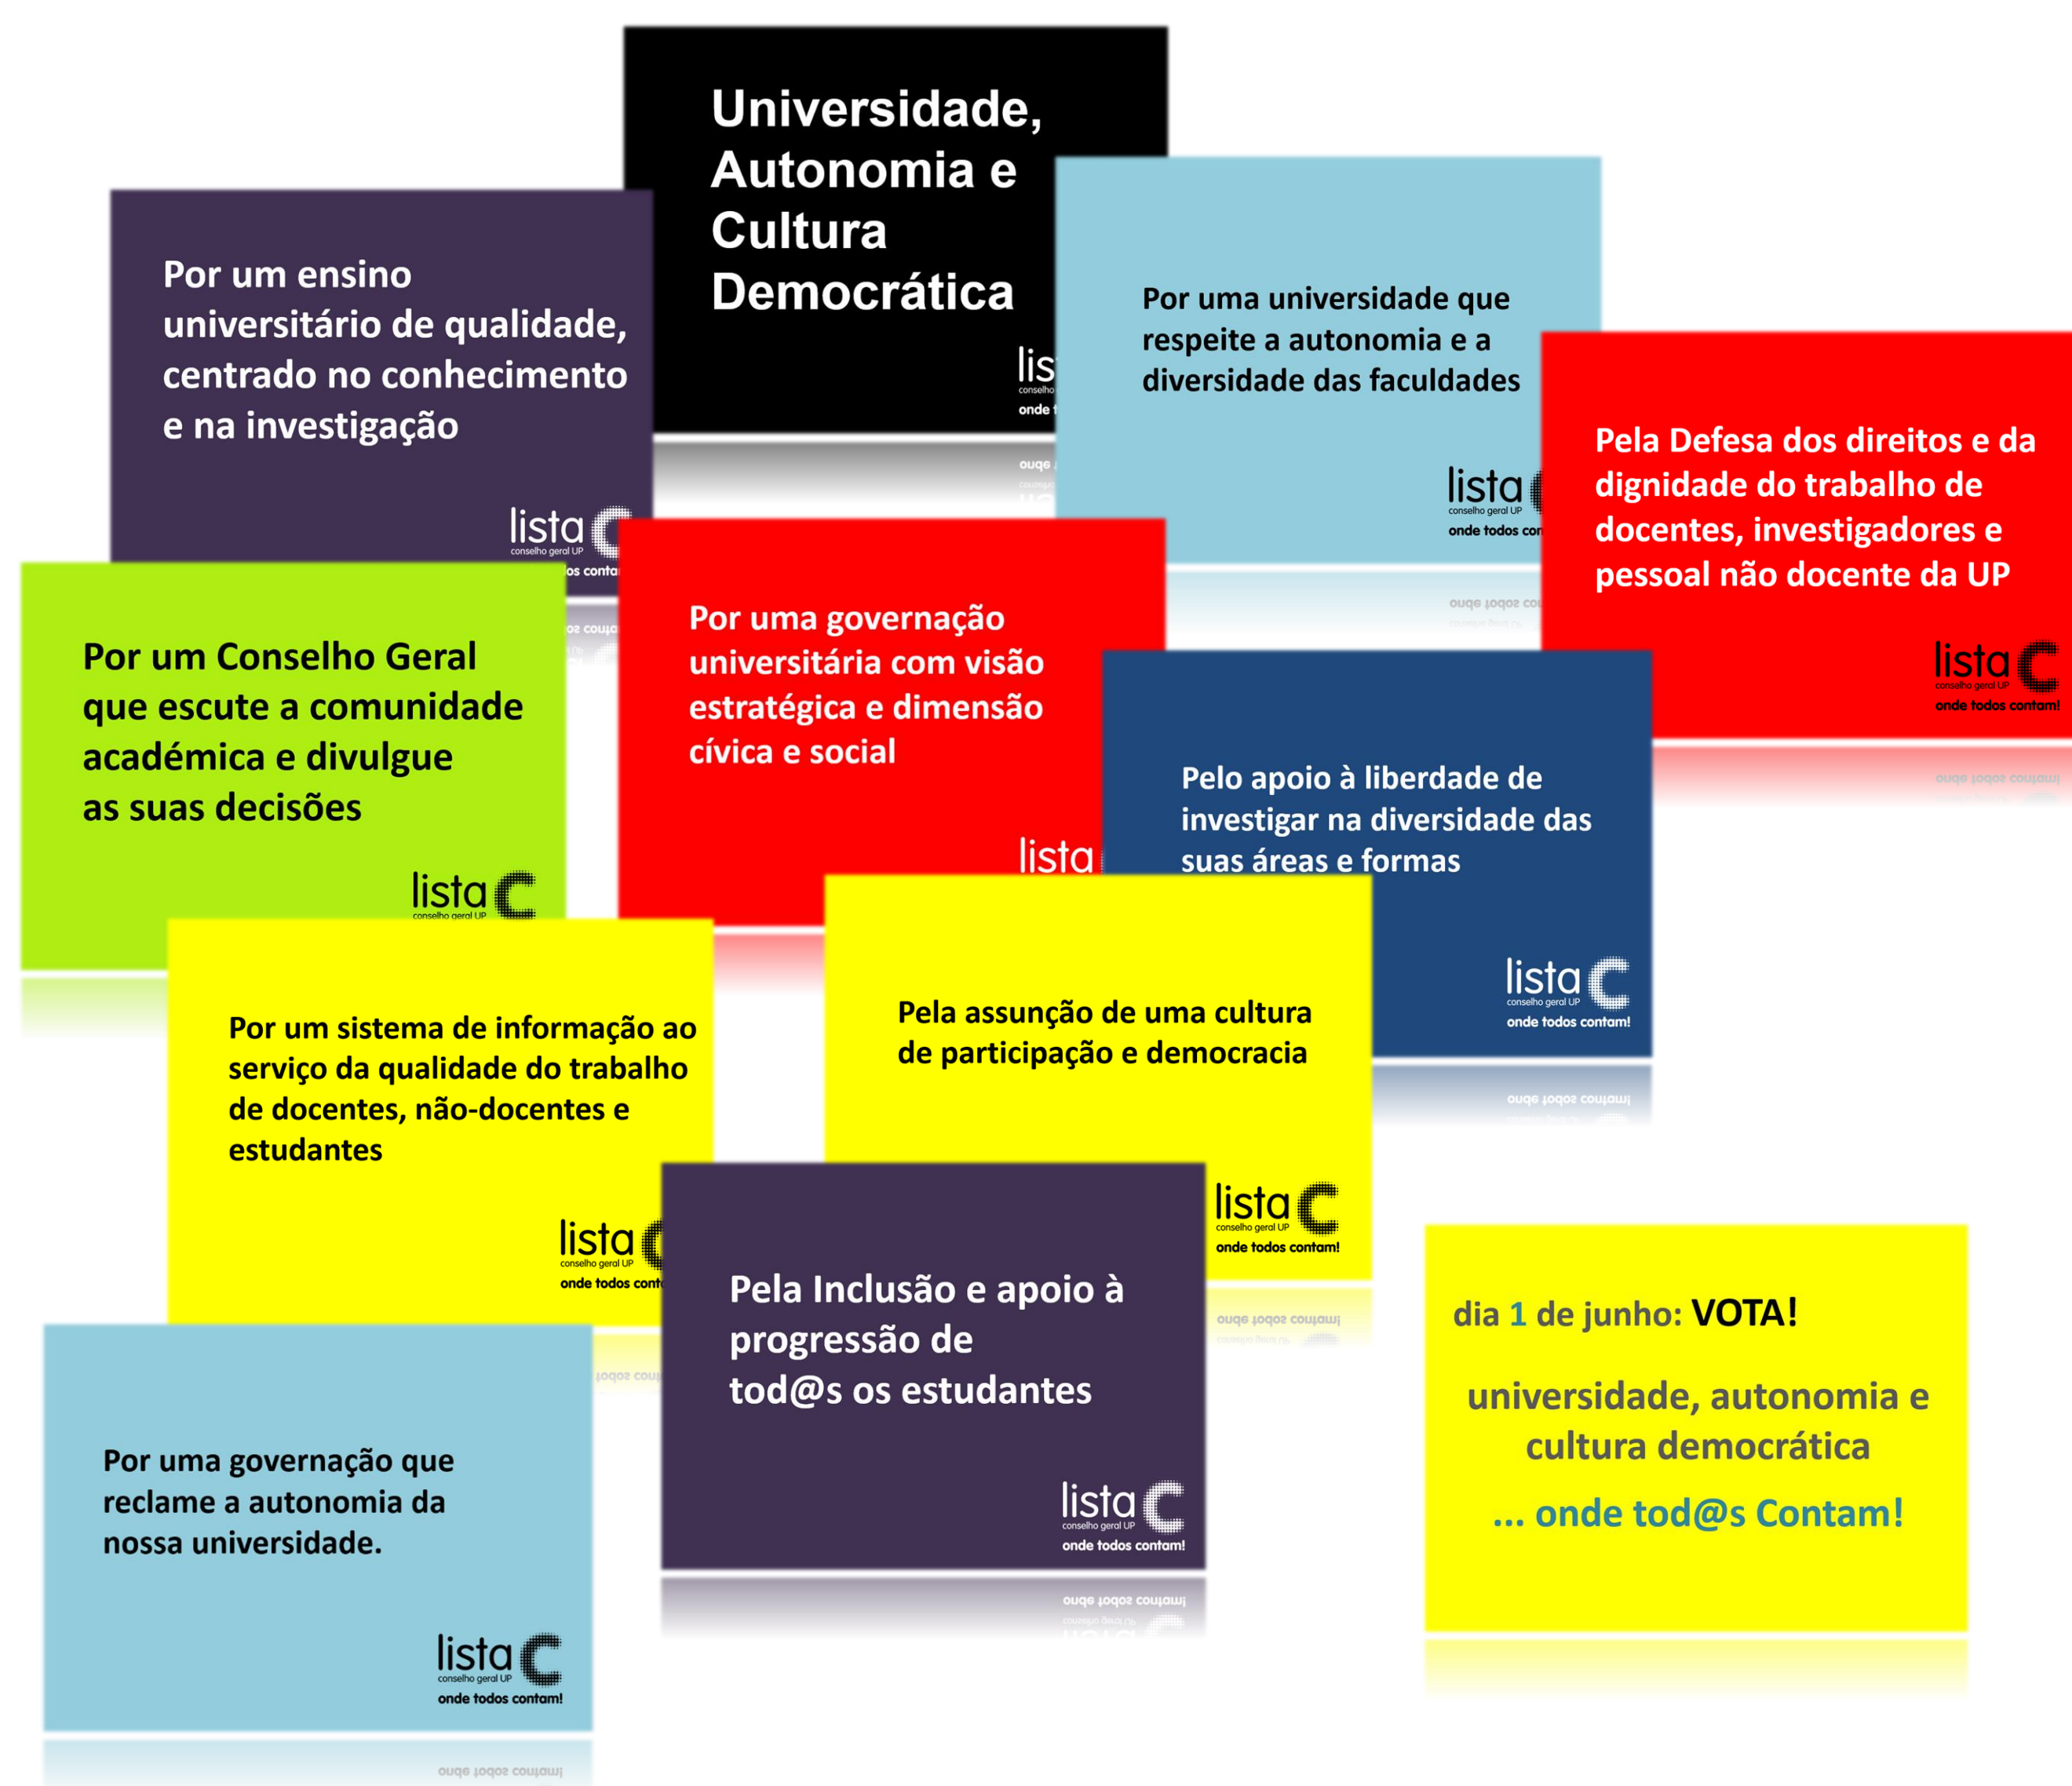 Universidade,
Autonomia e
Cultura
Democrática
Por um ensino
universitário de qualidade,
centrado no conhecimento
e na investigação
lista C
conselho geral UP
Por uma universidade que
respeite a autonomia e a
diversidade das faculdades
lista
conselho geral UP
onde todos
Pela Defesa dos direitos e da
dignidade do trabalho de
docentes, investigadores e
pessoal não docente da UP
lista C
conselho geral UP
onde todos contam!
Por um Conselho Geral
que escute a comunidade
académica e divulgue
as suas decisões
lista C
conselho geral UP
Por uma governação
universitária com visão
estratégica e dimensão
cívica e social
lista
Pelo apoio à liberdade de
investigar na diversidade das
suas áreas e formas
lista C
conselho geral UP
onde todos contam!
Por um sistema de informação ao
serviço da qualidade do trabalho
de docentes, não-docentes e
estudantes
lista
conselho geral UP
onde todos
Pela assunção de uma cultura
de participação e democracia
lista C
conselho geral UP
onde todos contam!
Pela Inclusão e apoio à
progressão de
tod@s os estudantes
lista C
conselho geral UP
onde todos contam!
Por uma governação que
reclame a autonomia da
nossa universidade.
lista C
conselho geral UP
onde todos contam!
dia 1 de junho: VOTA!
universidade, autonomia e
cultura democrática
... onde tod@s Contam!